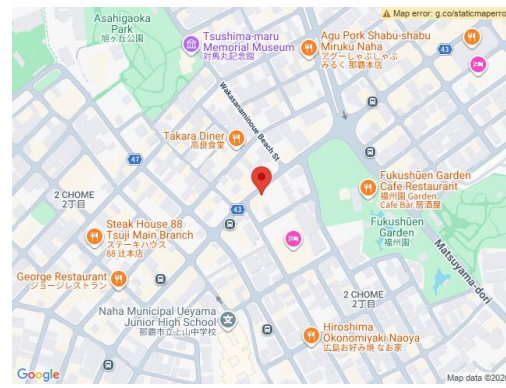 Asahigaoka
Park
旭ヶ丘公園
Map error: g.co/staticmaperro
Tsushima-maru
Memorial Museum
対馬丸記念館
Agu Pork Shabu-shabu
Miruku Naha
アグーしゃぶしゃぶ
みるく 那覇本店
43
Wakasanaminoue Beach St
Takara Diner
高良食堂
47
2 CHOME
2丁目
Fukushūen Garden
Cafe Restaurant
福州園 Garden
Cafe Bar 居酒屋
43
Steak House 88
Tsuji Main Branch
ステーキハウス
88 辻本店
Fukushūen
Garden
福州園
Matsuyama-dori
George Restaurant
ジョージレストラン
2 CHOME
2丁目
Naha Municipal Ueyama
Junior High School
那覇市立上山中学校
Hiroshima
Okonomiyaki Naoya
広島お好み焼 なお家
Google
Map data ©2026